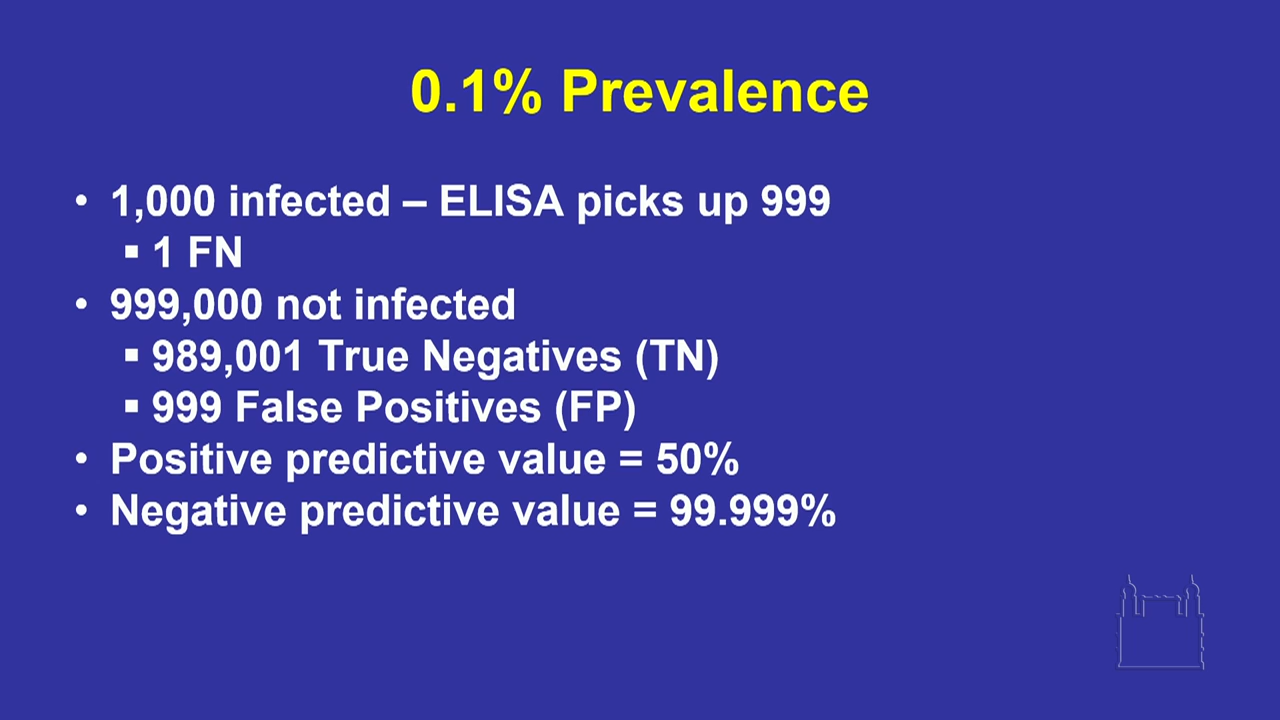 0.1% Prevalence
• 1,000 infected – ELISA picks up 999
▪ 1 FN
• 999,000 not infected
▪ 989,001 True Negatives (TN)
▪ 999 False Positives (FP)
• Positive predictive value = 50%
• Negative predictive value = 99.999%